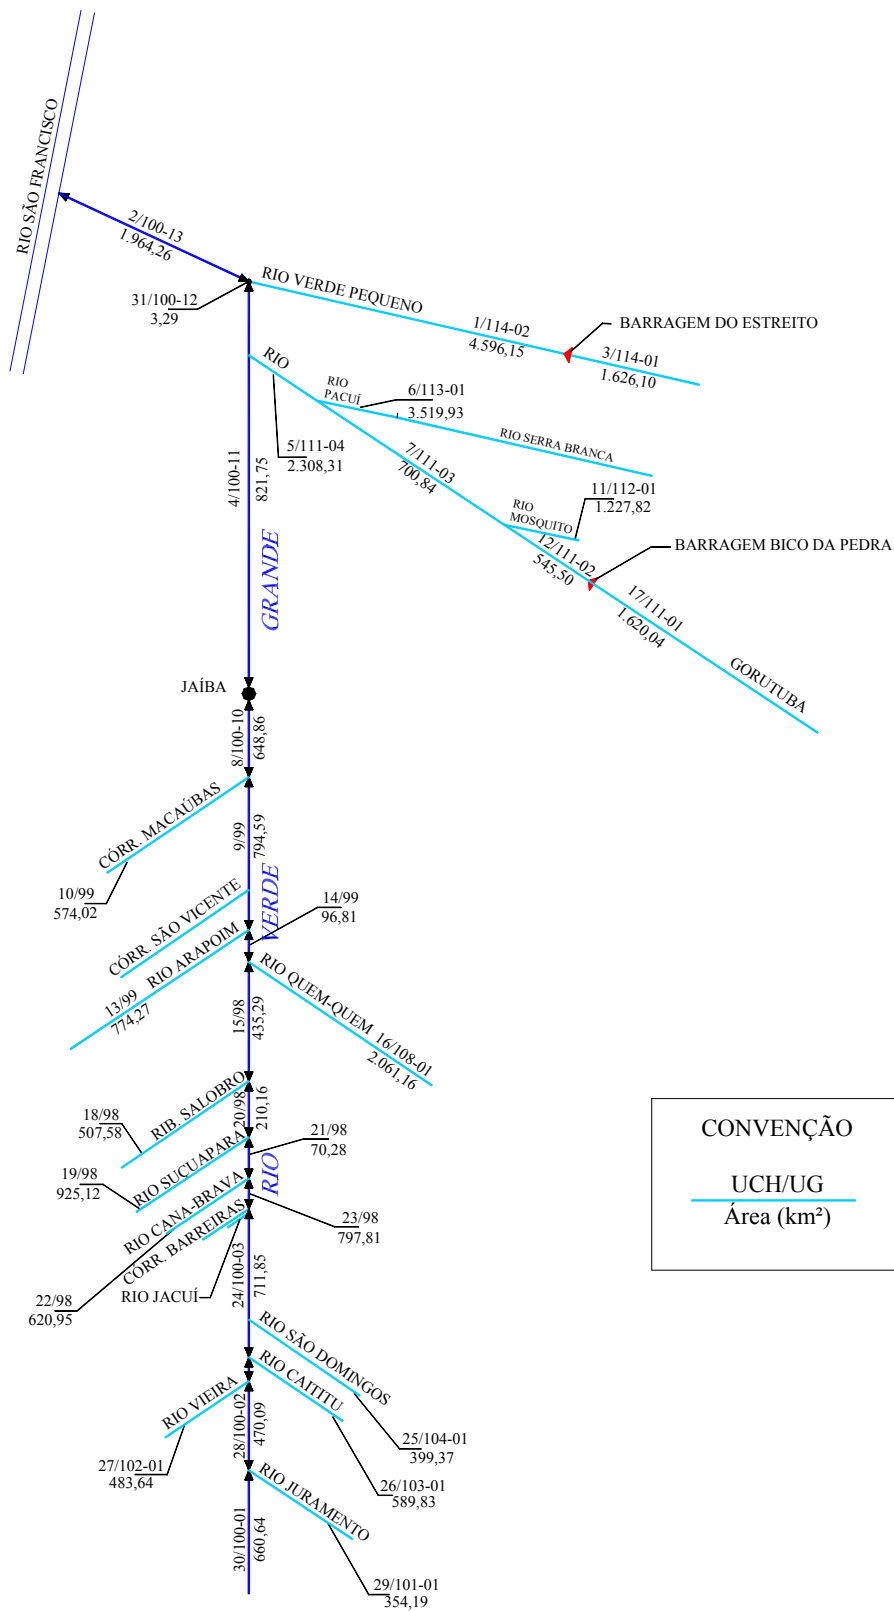 RIO SÃO FRANCISCO
2/100-13
1.964,26
31/100-12
3,29
RIO VERDE PEQUENO
1/114-02
4.596,15
BARRAGEM DO ESTREITO
3/114-01
1.626,10
RIO
RIO
PACUÍ
6/113-01
3.519,93
RIO SERRA BRANCA
5/111-04
2.308,31
4/100-11
821,75
7/111-03
700,84
11/112-01
1.227,82
RIO
MOSQUITO
12/111-02
545,50
BARRAGEM BICO DA PEDRA
17/111-01
1.620,04
GORUTUBA
GRANDE
JAÍBA
8/100-10
648,86
CÓRR. MACAÚBAS
9/99
794,59
10/99
574,02
CÓRR. SÃO VICENTE
VERDE
14/99
96,81
RIO ARAPOIM
13/99
774,27
RIO QUEM-QUEM
16/108-01
2.061,16
15/98
435,29
RIB. SALOBRO
20/98
210,16
18/98
507,58
21/98
70,28
RIO SUCUAPARA
19/98
925,12
RIO
RIO CANA-BRAVA
23/98
797,81
CÓRR. BARREIRAS
24/100-03
711,85
RIO JACUÍ
22/98
620,95
RIO SÃO DOMINGOS
RIO CAITITU
RIO VIEIRA
28/100-02
470,09
25/104-01
399,37
27/102-01
483,64
26/103-01
589,83
RIO JURAMENTO
30/100-01
660,64
29/101-01
354,19
CONVENÇÃO
UCH/UG
Área (km²)